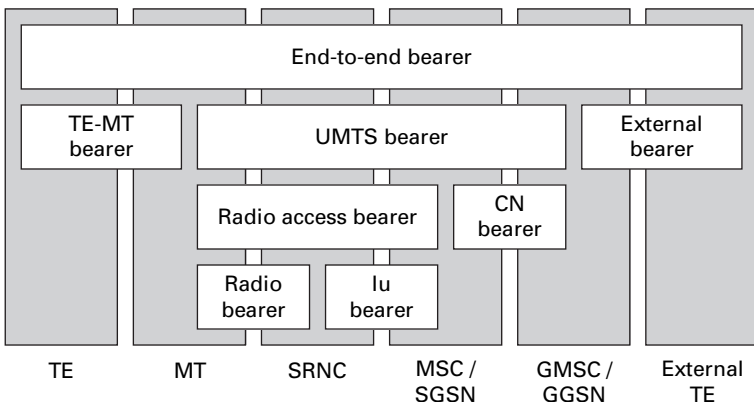 End-to-end bearer
TE-MT
bearer
UMTS bearer
External
bearer
Radio access bearer
CN
bearer
Radio
bearer
Iu
bearer
TE
MT
SRNC
MSC /
SGSN
GMSC /
GGSN
External
TE